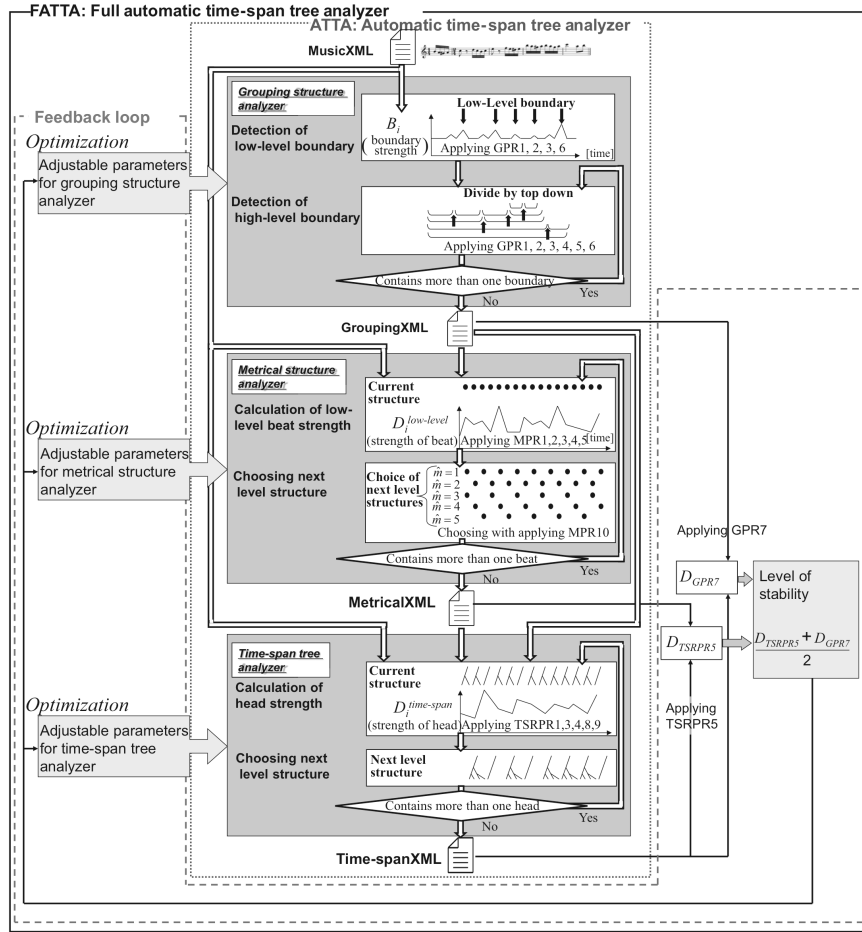 FATTA: Full automatic time-span tree analyzer
ATTA: Automatic time-span tree analyzer
MusicXML
Feedback loop
Grouping structure
analyzer
Low-Level boundary
B_i
( boundary
strength )
[time]
Applying GPR1, 2, 3, 6
Detection of
low-level boundary
Optimization
Adjustable parameters
for grouping structure
analyzer
Detection of
high-level boundary
Divide by top down
Applying GPR1, 2, 3, 4, 5, 6
Contains more than one boundary
No
Yes
GroupingXML
Metrical structure
analyzer
Current
structure
Calculation of low-
level beat strength
D_i^{low-level}
(strength of beat)
Applying MPR1,2,3,4,5
[time]
Optimization
Adjustable parameters
for metrical structure
analyzer
Choosing next
level structure
Choice of
next level
structures
m̂ = 1
m̂ = 2
m̂ = 3
m̂ = 4
m̂ = 5
Choosing with applying MPR10
Contains more than one beat
No
Yes
MetricalXML
Applying GPR7
D_{GPR7}
Level of
stability
D_{TSRPR5}
D_{TSRPR5} + D_{GPR7}
2
Applying
TSRPR5
Time-span tree
analyzer
Current
structure
Calculation of
head strength
D_i^{time-span}
(strength of head)
Applying TSRPR1,3,4,8,9
Optimization
Adjustable parameters
for time-span tree
analyzer
Choosing next
level structure
Next level
structure
Contains more than one head
No
Yes
Time-spanXML